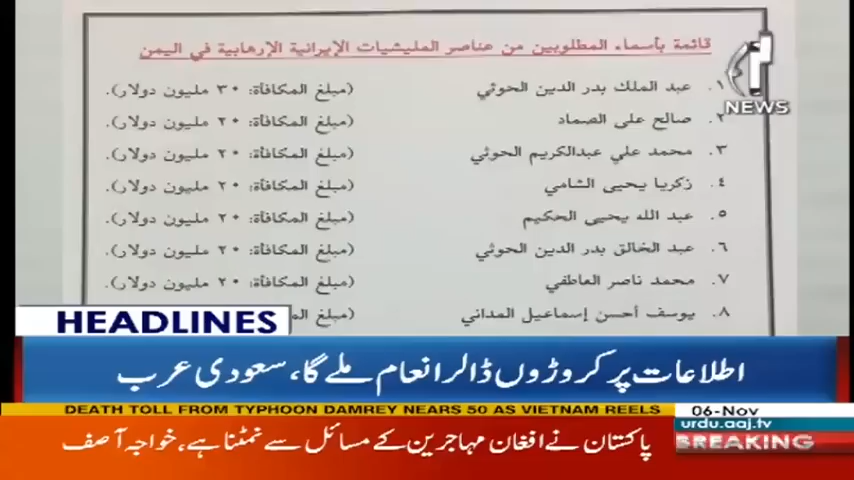 قائمة بأسماء المطلوبين من عناصر المليشيات الإيرانية الإرهابية في اليمن
١. عبد الملك بدر الدين الحوثي (مبلغ المكافأة: ٣٠ مليون دولار).
٢. صالح على الصماد (مبلغ المكافأة: ٢٠ مليون دولار).
٣. محمد علي عبدالكريم الحوثي (مبلغ المكافأة: ٢٠ مليون دولار).
٤. زكريا يحيى الشامي (مبلغ المكافأة: ٢٠ مليون دولار).
٥. عبد الله يحيى الحكيم (مبلغ المكافأة: ٢٠ مليون دولار).
٦. عبد الخالق بدر الدين الحوثي (مبلغ المكافأة: ٢٠ مليون دولار).
٧. محمد ناصر العاطفي (مبلغ المكافأة: ٢٠ مليون دولار).
٨. يوسف أحسن إسماعيل المداني (مبلغ
NEWS
HEADLINES
اطلاعات پر کروڑوں ڈالر انعام ملے گا، سعودی عرب
DEATH TOLL FROM TYPHOON DAMREY NEARS 50 AS VIETNAM REELS
06-Nov
urdu.aaj.tv
BREAKING
پاکستان نے افغان مہاجرین کے مسائل سے نمٹنا ہے، خواجہ آصف